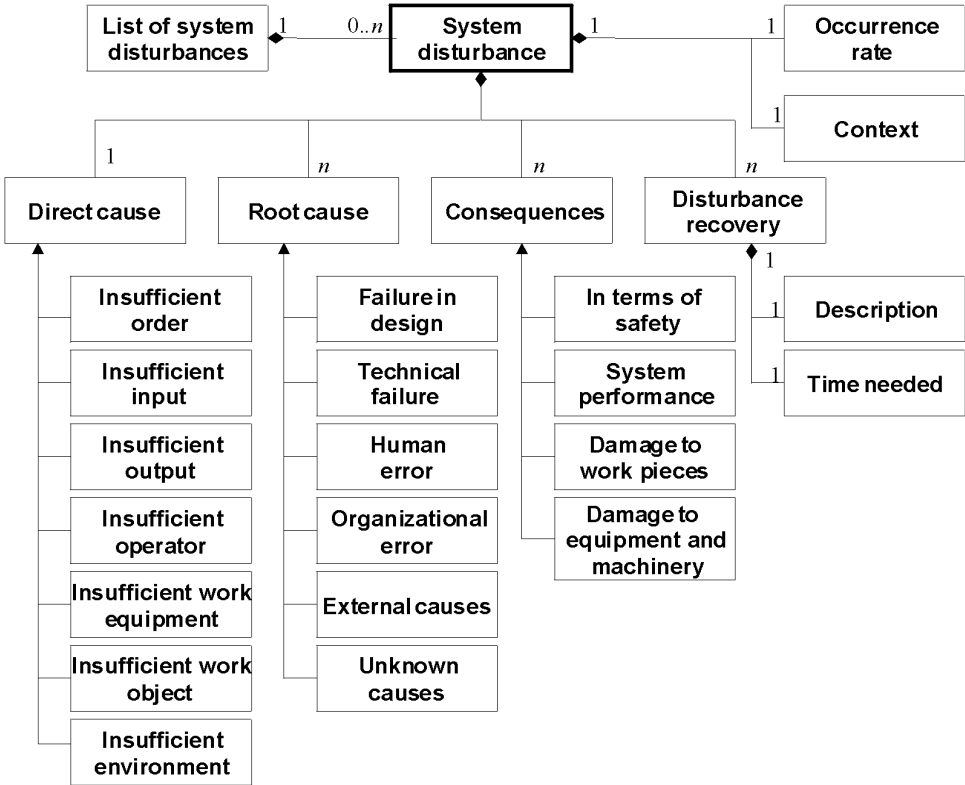 List of system
disturbances
1
0..n
System
disturbance
1
1
Occurrence
rate
1
Context
1
n
n
n
Direct cause
Root cause
Consequences
Disturbance
recovery
1
Insufficient
order
Insufficient
input
Insufficient
output
Insufficient
operator
Insufficient work
equipment
Insufficient work
object
Insufficient
environment
Failure in
design
Technical
failure
Human
error
Organizational
error
External causes
Unknown
causes
In terms of
safety
System
performance
Damage to
work pieces
Damage to
equipment and
machinery
1
Description
1
Time needed